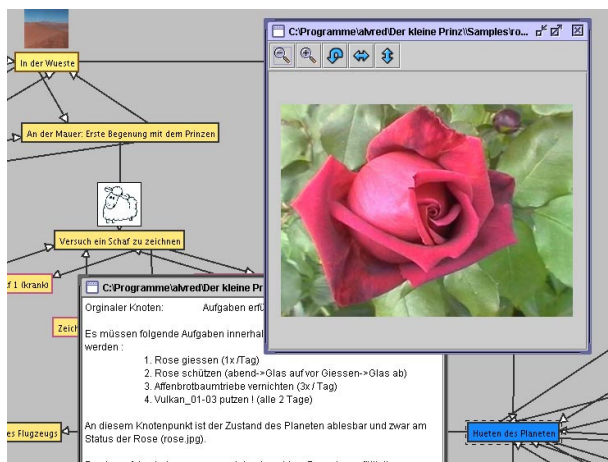 C:\Programme\alvred\Der kleine Prinz\\Samples\ro...
In der Wueste
An der Mauer: Erste Begenung mit dem Prinzen
Versuch ein Schaf zu zeichnen
f 1 (krank)
C:\Programme\alvred\Der kleine Pr
Orginaler Knoten: Aufgaben erfü
Zeich
Es müssen folgende Aufgaben innerhal
werden :
1. Rose giessen (1x /Tag)
2. Rose schützen (abend->Glas auf vor Giessen->Glas ab)
3. Affenbrotbaumtriebe vernichten (3x / Tag)
4. Vulkan_01-03 putzen ! (alle 2 Tage)
An diesem Knotenpunkt ist der Zustand des Planeten ablesbar und zwar am
Status der Rose (rose.jpg).
es Flugzeugs
Hueten des Planeten